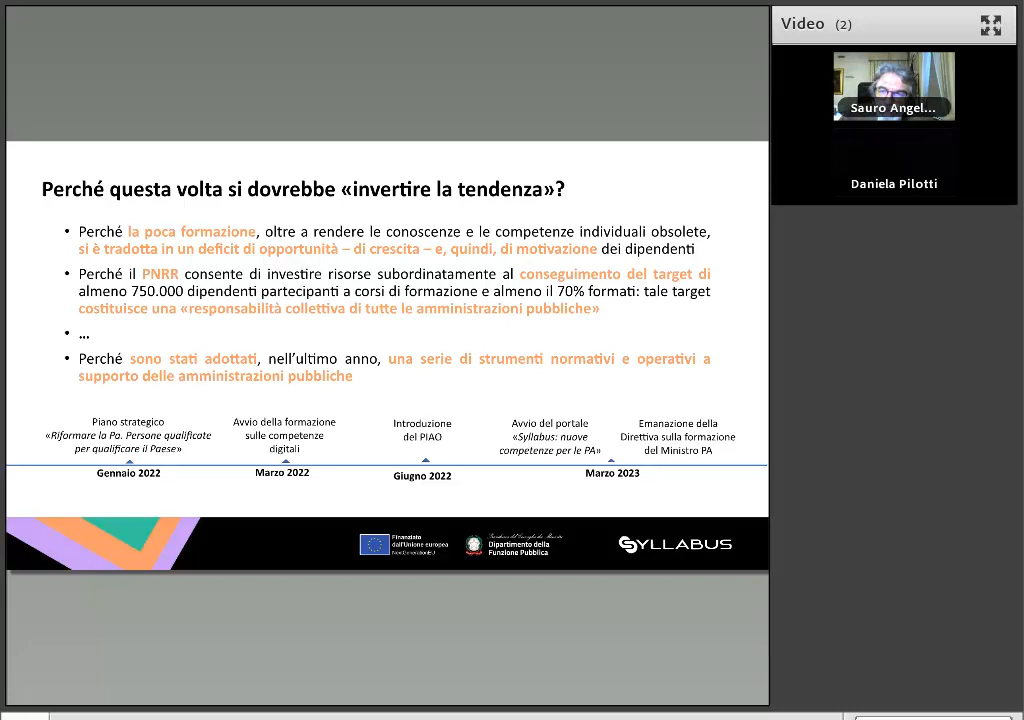 Video (2)
Sauro Angel...
Daniela Pilotti
Perché questa volta si dovrebbe «invertire la tendenza»?
• Perché la poca formazione, oltre a rendere le conoscenze e le competenze individuali obsolete,
si è tradotta in un deficit di opportunità – di crescita – e, quindi, di motivazione dei dipendenti
• Perché il PNRR consente di investire risorse subordinatamente al conseguimento del target di
almeno 750.000 dipendenti partecipanti a corsi di formazione e almeno il 70% formati: tale target
costituisce una «responsabilità collettiva di tutte le amministrazioni pubbliche»
• ...
• Perché sono stati adottati, nell'ultimo anno, una serie di strumenti normativi e operativi a
supporto delle amministrazioni pubbliche
Piano strategico
«Riformare la Pa. Persone qualificate
per qualificare il Paese»
Gennaio 2022
Avvio della formazione
sulle competenze
digitali
Marzo 2022
Introduzione
del PIAO
Giugno 2022
Avvio del portale
«Syllabus: nuove
competenze per le PA»
Emanazione della
Direttiva sulla formazione
del Ministro PA
Marzo 2023
Finanziato
dall'Unione europea
NextGenerationEU
Presidenza del Consiglio dei Ministri
Dipartimento della
Funzione Pubblica
SYLLABUS